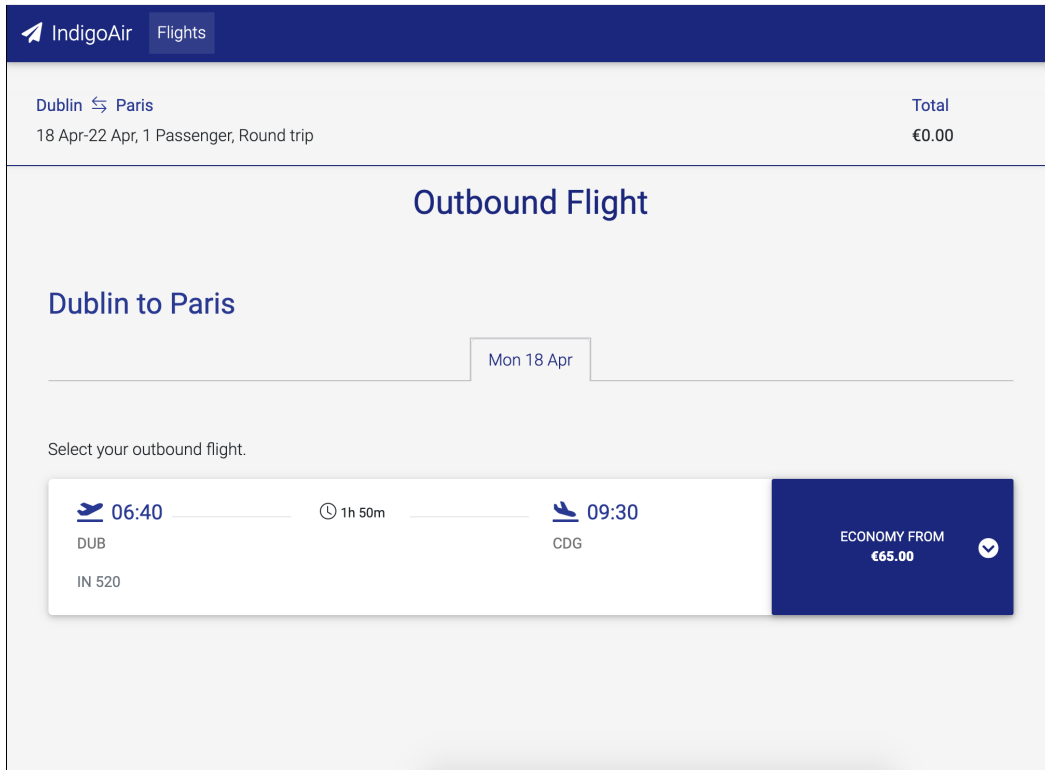 IndigoAir Flights
Dublin ⇆ Paris
Total
18 Apr-22 Apr, 1 Passenger, Round trip
€0.00
Outbound Flight
Dublin to Paris
Mon 18 Apr
Select your outbound flight.
06:40 1h 50m 09:30
DUB CDG
IN 520
ECONOMY FROM
€65.00